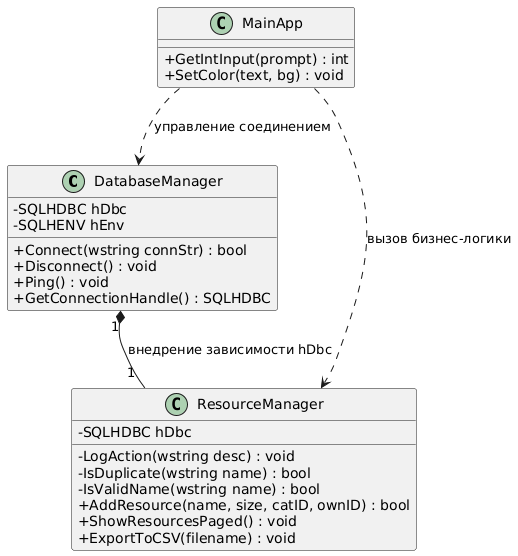 C MainApp
+GetIntInput(prompt) : int
+SetColor(text, bg) : void
управление соединением
C DatabaseManager
-SQLHDBC hDbc
-SQLHENV hEnv
+Connect(wstring connStr) : bool
+Disconnect() : void
+Ping() : void
+GetConnectionHandle() : SQLHDBC
вызов бизнес-логики
1
внедрение зависимости hDbc
1
C ResourceManager
-SQLHDBC hDbc
-LogAction(wstring desc) : void
-IsDuplicate(wstring name) : bool
-IsValidName(wstring name) : bool
+AddResource(name, size, catID, ownID) : bool
+ShowResourcesPaged() : void
+ExportToCSV(filename) : void